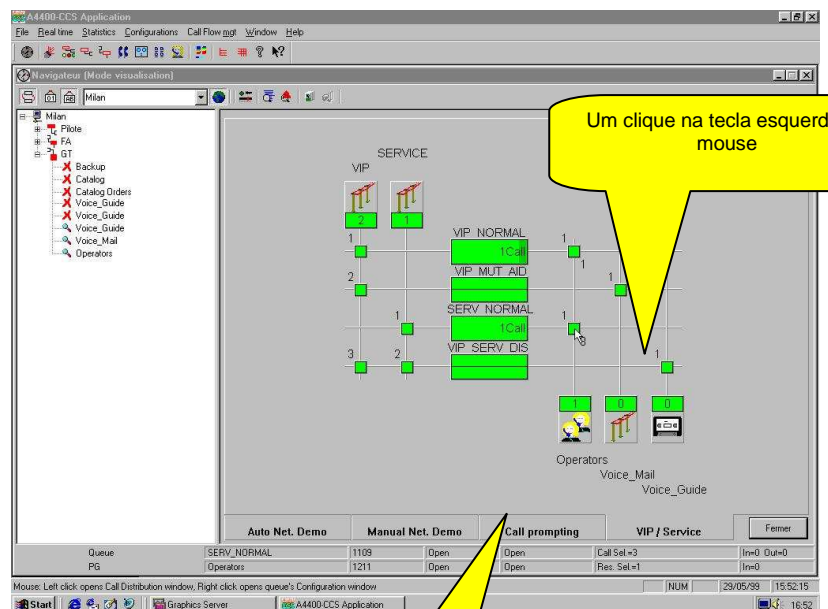 A4400-CCS Application
File Real time Statistics Configurations Call Flow mgt Window Help
Navigateur (Mode visualisation)
Milan
Milan
Pilote
FA
GT
Backup
Catalog
Catalog Orders
Voice_Guide
Voice_Guide
Voice_Guide
Voice_Mail
Operators
Um clique na tecla esquerd
mouse
SERVICE
VIP
2 1
VIP NORMAL
1 1
1Call
1
VIP MUT AID
2 1
SERV NORMAL
1 1
1Call
VIP SERV DIS
3 2 1
1 0 0
Operators
Voice_Mail
Voice_Guide
Auto Net. Demo Manual Net. Demo Call prompting VIP / Service Fermer
Queue SERV_NORMAL 1109 Open Open Call Sel.=3 In=0 Out=0
PG Operators 1211 Open Open Res. Sel.=1 In=0
Mouse: Left click opens Call Distribution window, Right click opens queue's Configuration window NUM 29/05/99 15:52:15
Start Graphics Server A4400-CCS Application 16:52